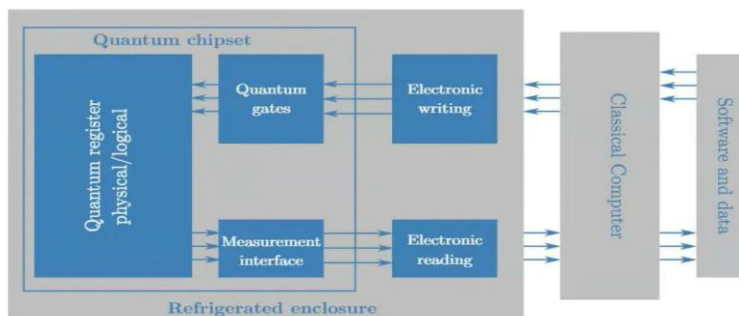 Quantum chipset
Quantum register
physical/logical
Quantum
gates
Electronic
writing
Measurement
interface
Electronic
reading
Refrigerated enclosure
Classical Computer
Software and data